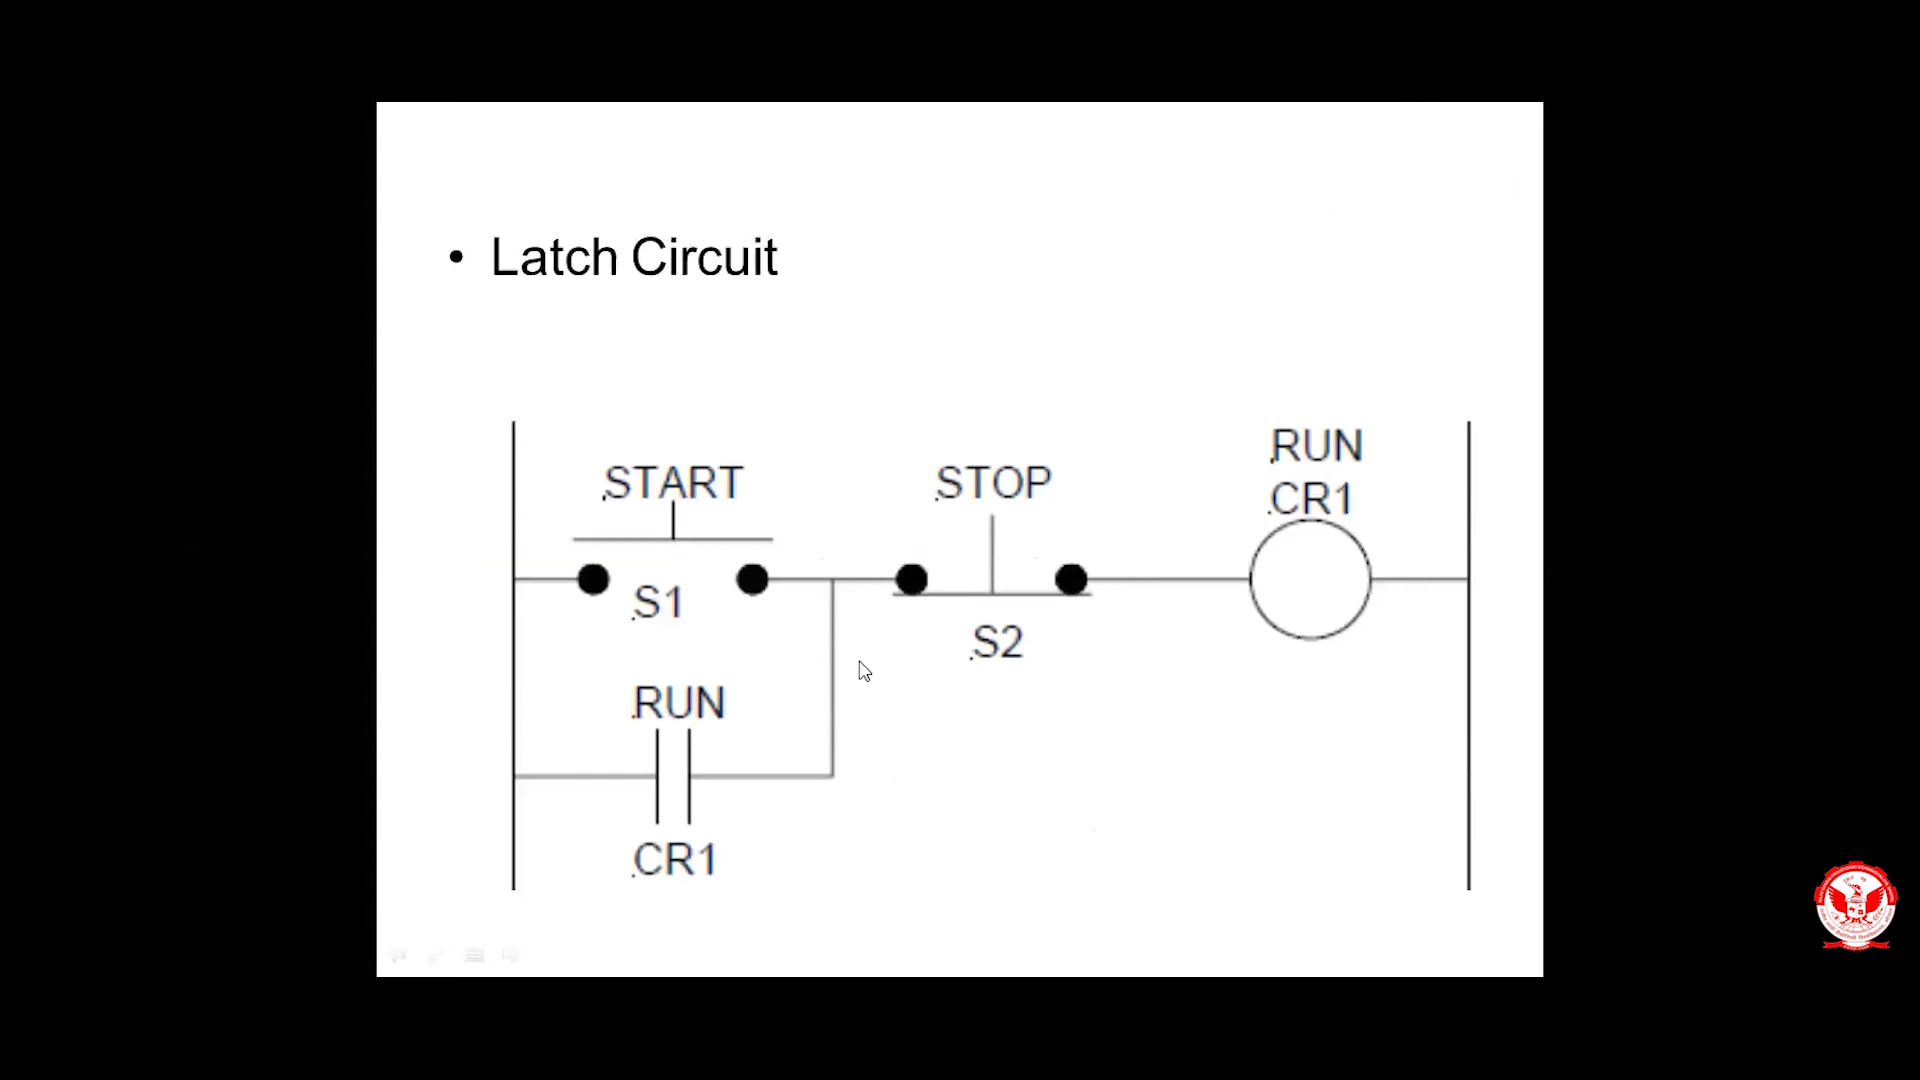 • Latch Circuit
RUN
START STOP CR1
S1
S2
RUN
CR1